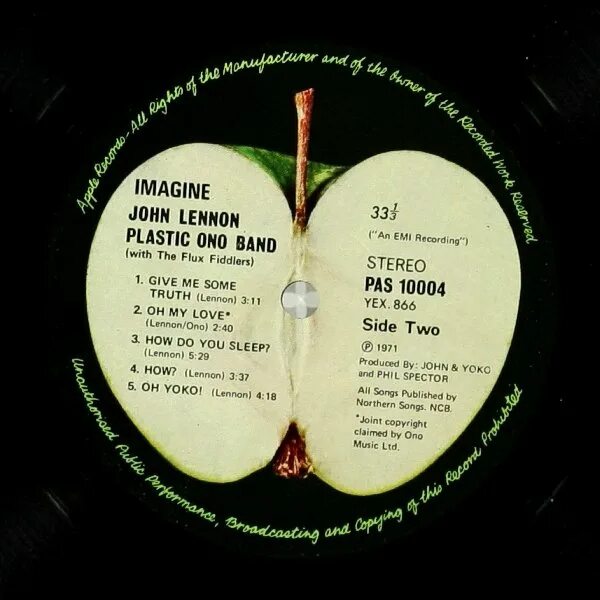 Apple Records-All Rights of the Manufacturer and of the Owner of the Recorded Work Reserved
IMAGINE
JOHN LENNON
PLASTIC ONO BAND
(with The Flux Fiddlers)
1. GIVE ME SOME
TRUTH (Lennon) 3:11
2. OH MY LOVE*
(Lennon/Ono) 2:40
3. HOW DO YOU SLEEP?
(Lennon) 5:29
4. HOW? (Lennon) 3:37
5. OH YOKO! (Lennon) 4:18
33⅓
("An EMI Recording")
STEREO
PAS 10004
YEX. 866
Side Two
Ⓟ 1971
Produced By: JOHN & YOKO
and PHIL SPECTOR
All Songs Published by
Northern Songs. NCB.
*Joint copyright
claimed by Ono
Music Ltd.
Unauthorised Public Performance, Broadcasting and Copying of this Record Prohibited